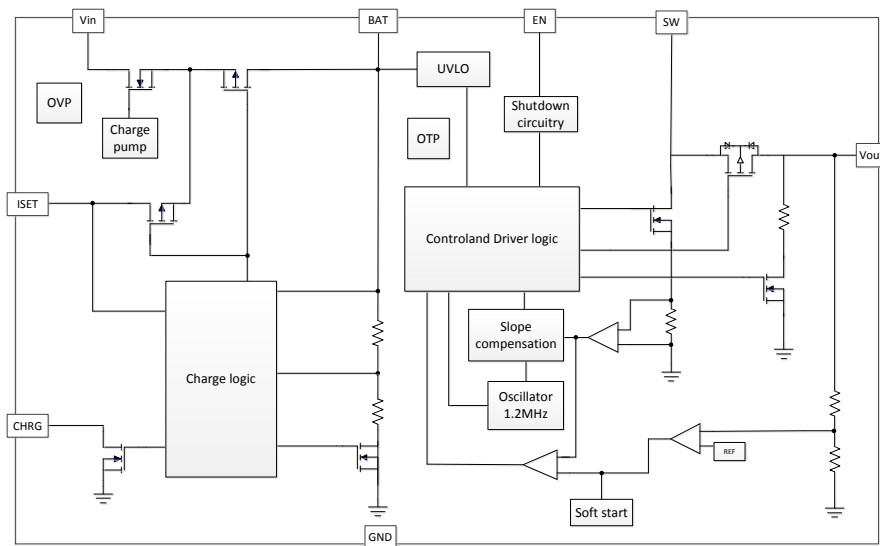 Vin
BAT
EN
SW
OVP
UVLO
Charge
pump
Shutdown
circuitry
OTP
Vou
ISET
Controland Driver logic
Slope
compensation
Charge logic
Oscillator
1.2MHz
CHRG
REF
Soft start
GND